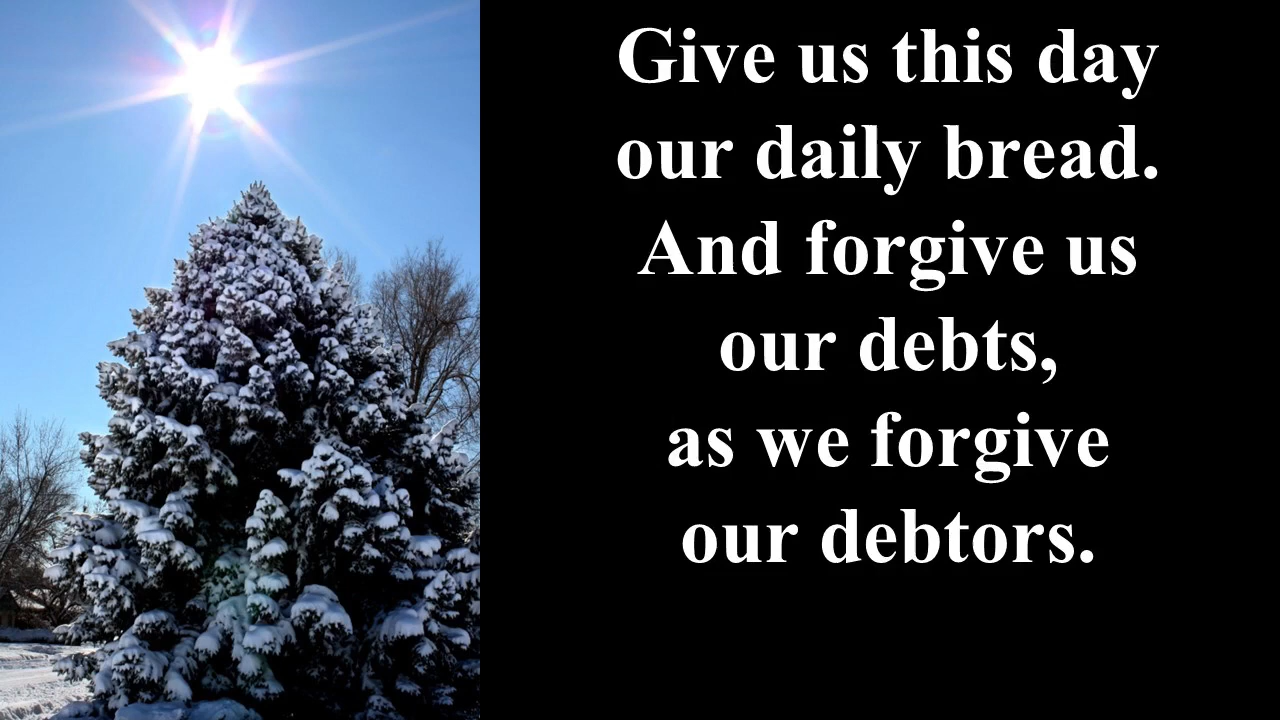 Give us this day
our daily bread.
And forgive us
our debts,
as we forgive
our debtors.